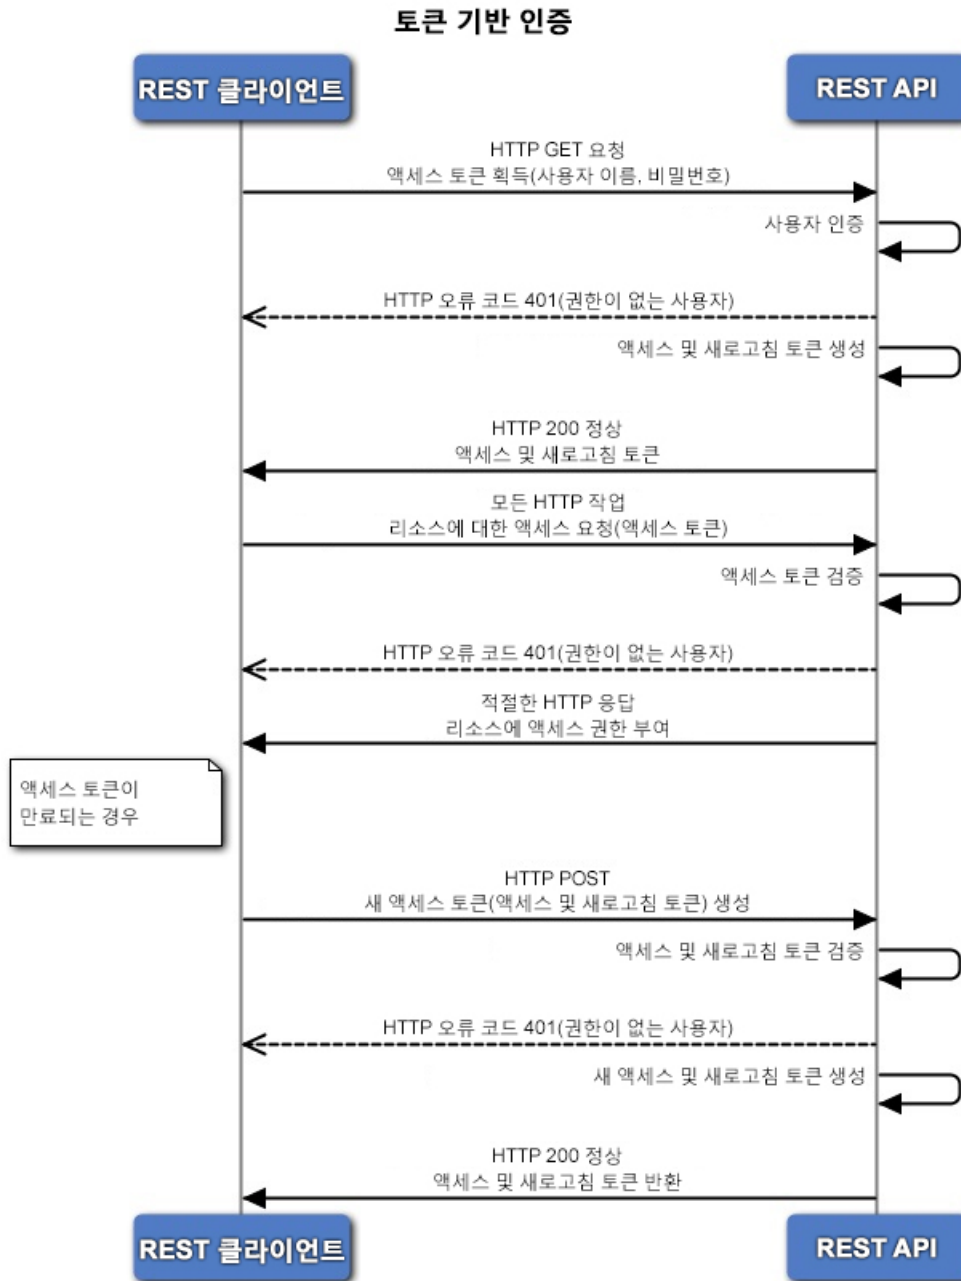 토큰 기반 인증
REST 클라이언트
REST API
HTTP GET 요청
액세스 토큰 획득(사용자 이름, 비밀번호)
사용자 인증
HTTP 오류 코드 401(권한이 없는 사용자)
액세스 및 새로고침 토큰 생성
HTTP 200 정상
액세스 및 새로고침 토큰
모든 HTTP 작업
리소스에 대한 액세스 요청(액세스 토큰)
액세스 토큰 검증
HTTP 오류 코드 401(권한이 없는 사용자)
적절한 HTTP 응답
리소스에 액세스 권한 부여
액세스 토큰이
만료되는 경우
HTTP POST
새 액세스 토큰(액세스 및 새로고침 토큰) 생성
액세스 및 새로고침 토큰 검증
HTTP 오류 코드 401(권한이 없는 사용자)
새 액세스 및 새로고침 토큰 생성
HTTP 200 정상
액세스 및 새로고침 토큰 반환
REST 클라이언트
REST API